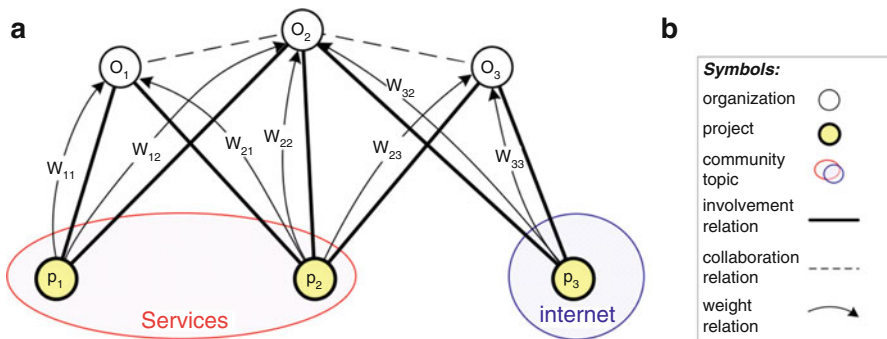 a
O1
O2
O3
W11
W12
W21
W22
W23
W32
W33
p1
p2
p3
Services
internet
b
Symbols:
organization
project
community
topic
involvement
relation
collaboration
relation
weight
relation